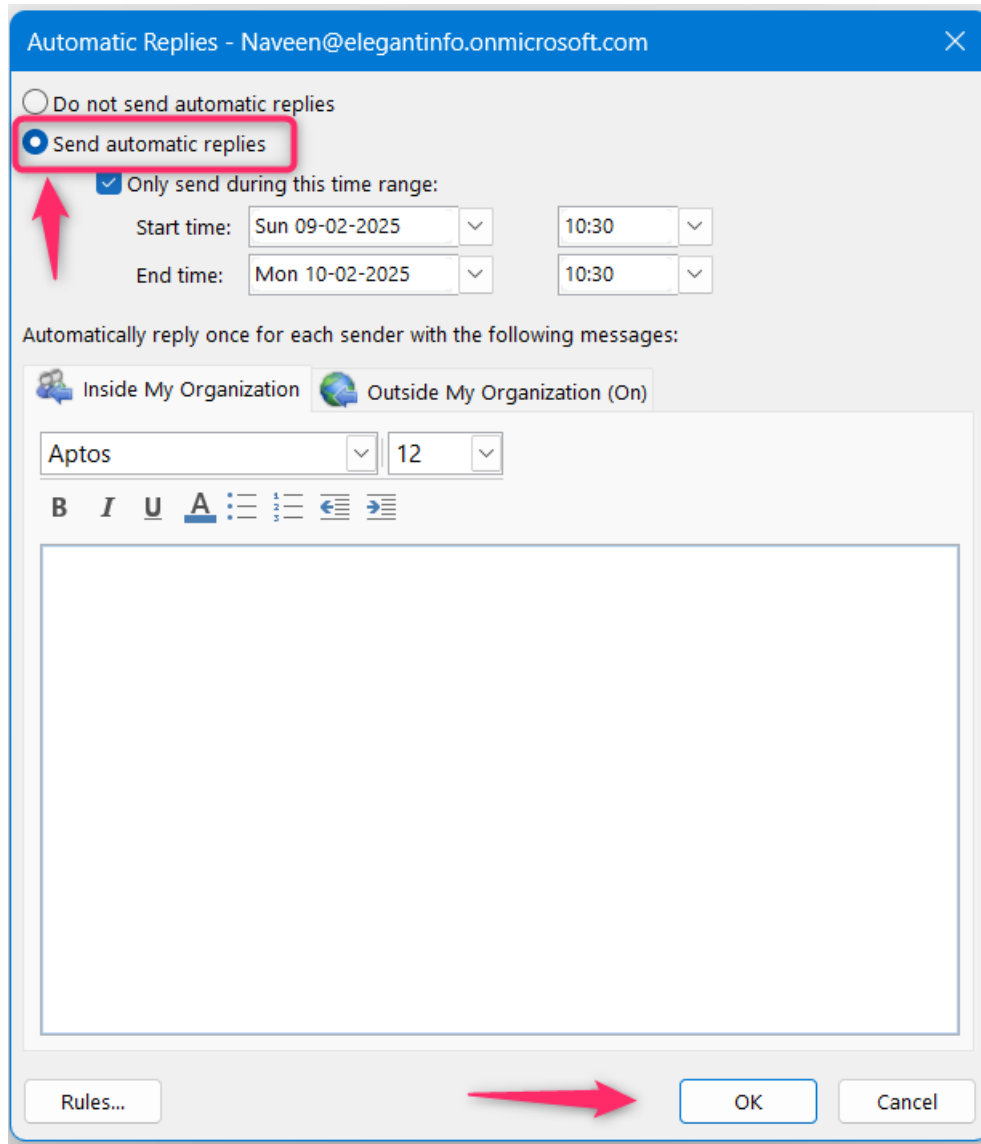 Automatic Replies - Naveen@elegantinfo.onmicrosoft.com
Do not send automatic replies
Send automatic replies
Only send during this time range:
Start time: Sun 09-02-2025 10:30
End time: Mon 10-02-2025 10:30
Automatically reply once for each sender with the following messages:
Inside My Organization Outside My Organization (On)
Aptos 12
B I U A
Rules... OK Cancel